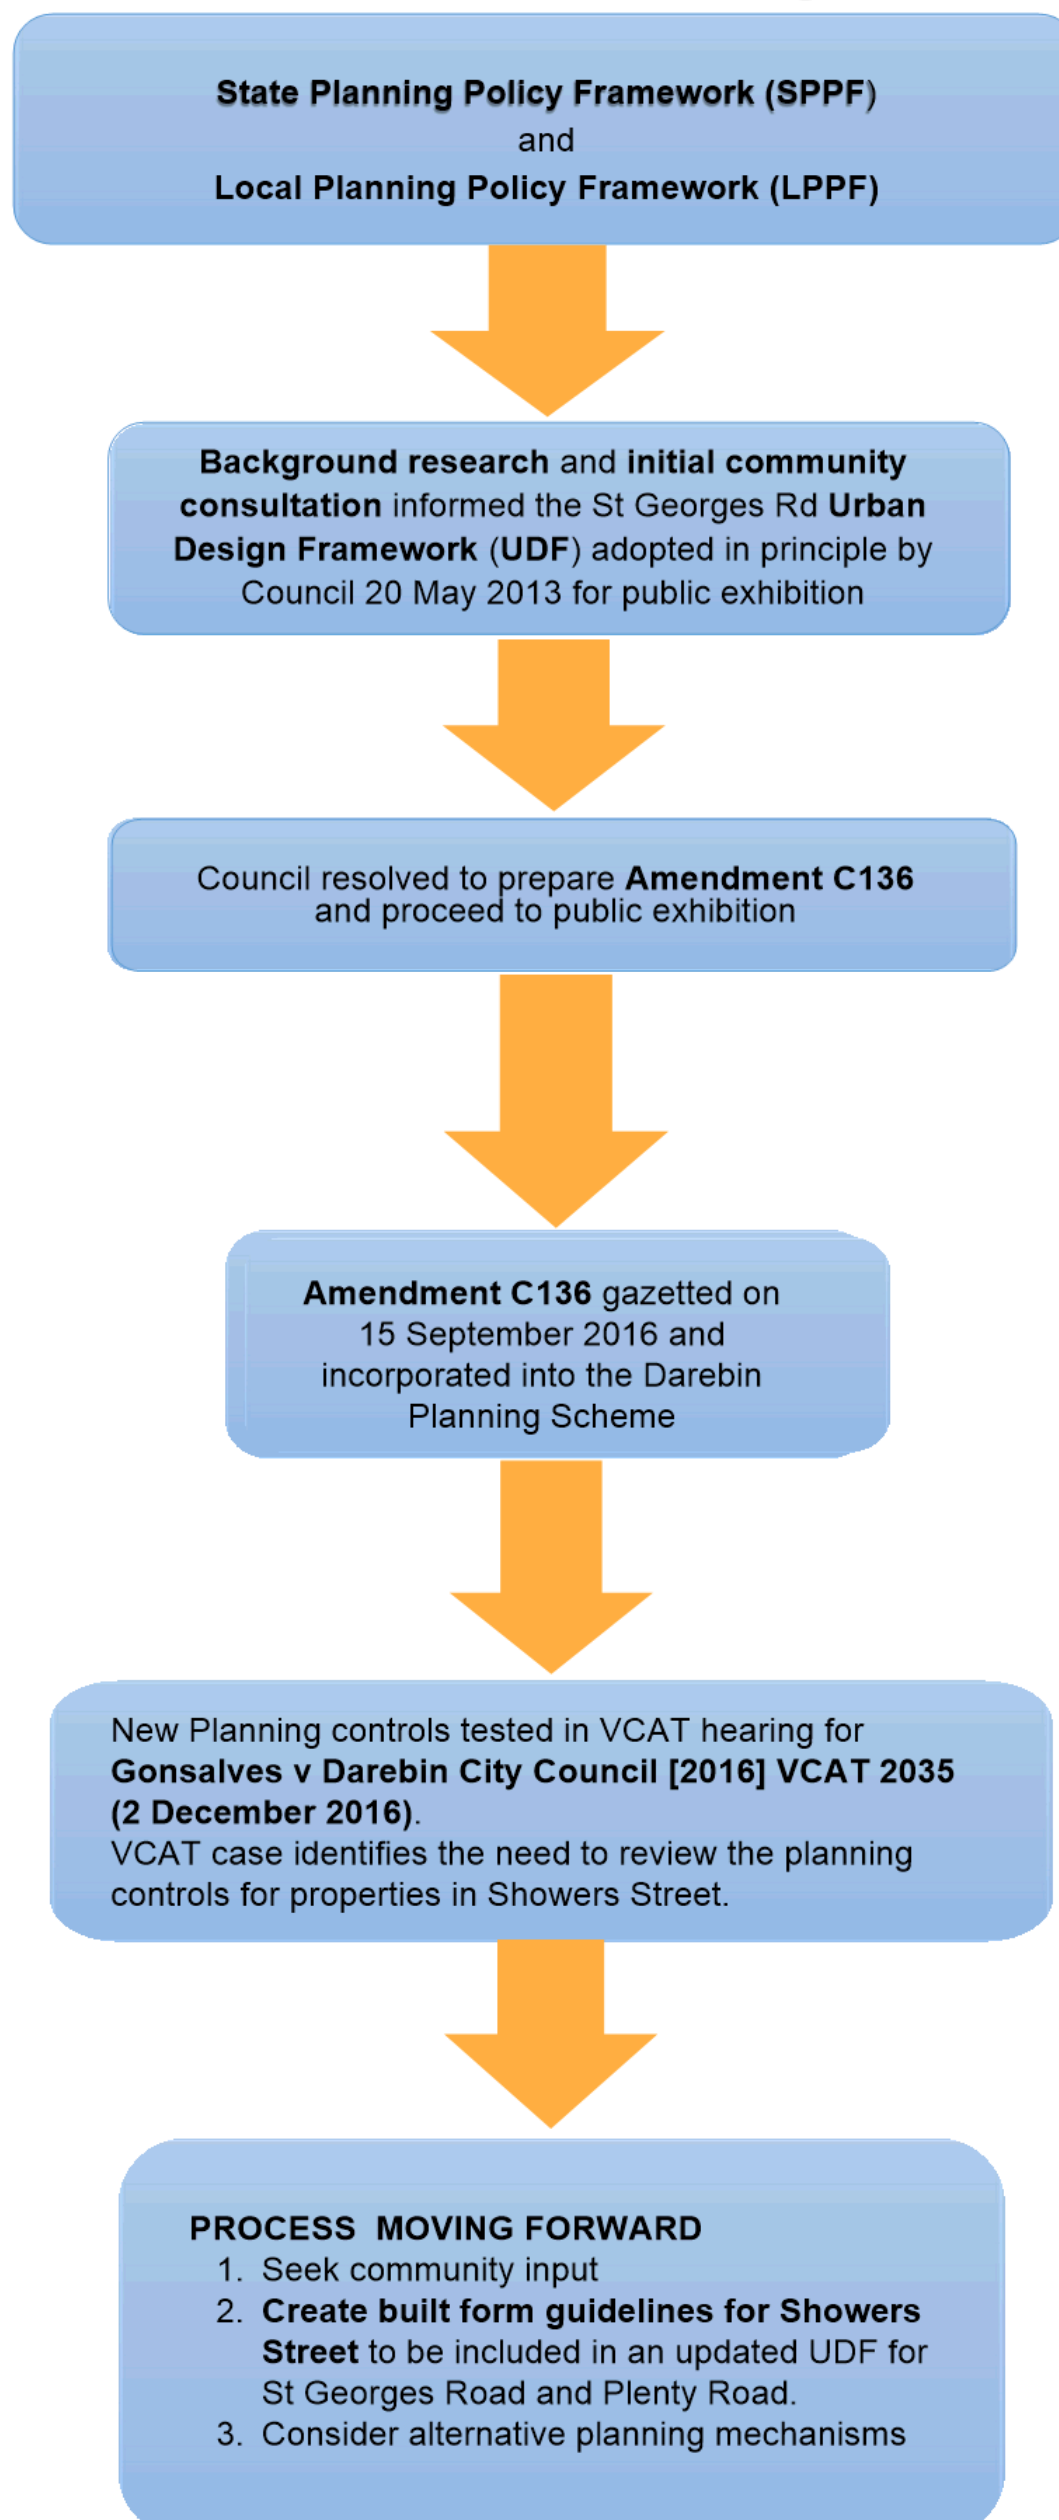 State Planning Policy Framework (SPPF)
and
Local Planning Policy Framework (LPPF)
Background research and initial community
consultation informed the St Georges Rd Urban
Design Framework (UDF) adopted in principle by
Council 20 May 2013 for public exhibition
Council resolved to prepare Amendment C136
and proceed to public exhibition
Amendment C136 gazetted on
15 September 2016 and
incorporated into the Darebin
Planning Scheme
New Planning controls tested in VCAT hearing for
Gonsalves v Darebin City Council [2016] VCAT 2035
(2 December 2016).
VCAT case identifies the need to review the planning
controls for properties in Showers Street.
PROCESS MOVING FORWARD
1. Seek community input
2. Create built form guidelines for Showers
Street to be included in an updated UDF for
St Georges Road and Plenty Road.
3. Consider alternative planning mechanisms